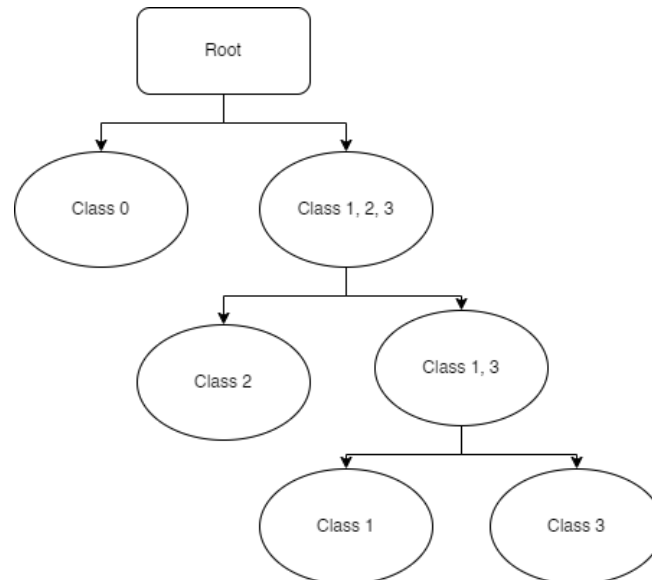 Root
Class 0
Class 1, 2, 3
Class 2
Class 1, 3
Class 1
Class 3